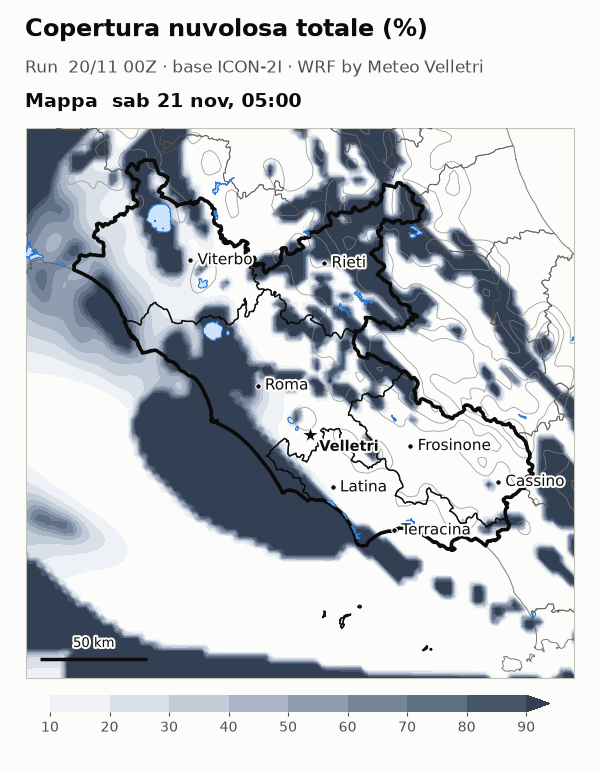 Copertura nuvolosa totale (%)
Run  20/11 00Z · base ICON-2I · WRF by Meteo Velletri
Mappa  sab 21 nov, 05:00
Viterbo
Rieti
Roma
Velletri
Frosinone
Latina
Cassino
Terracina
50 km
10 20 30 40 50 60 70 80 90